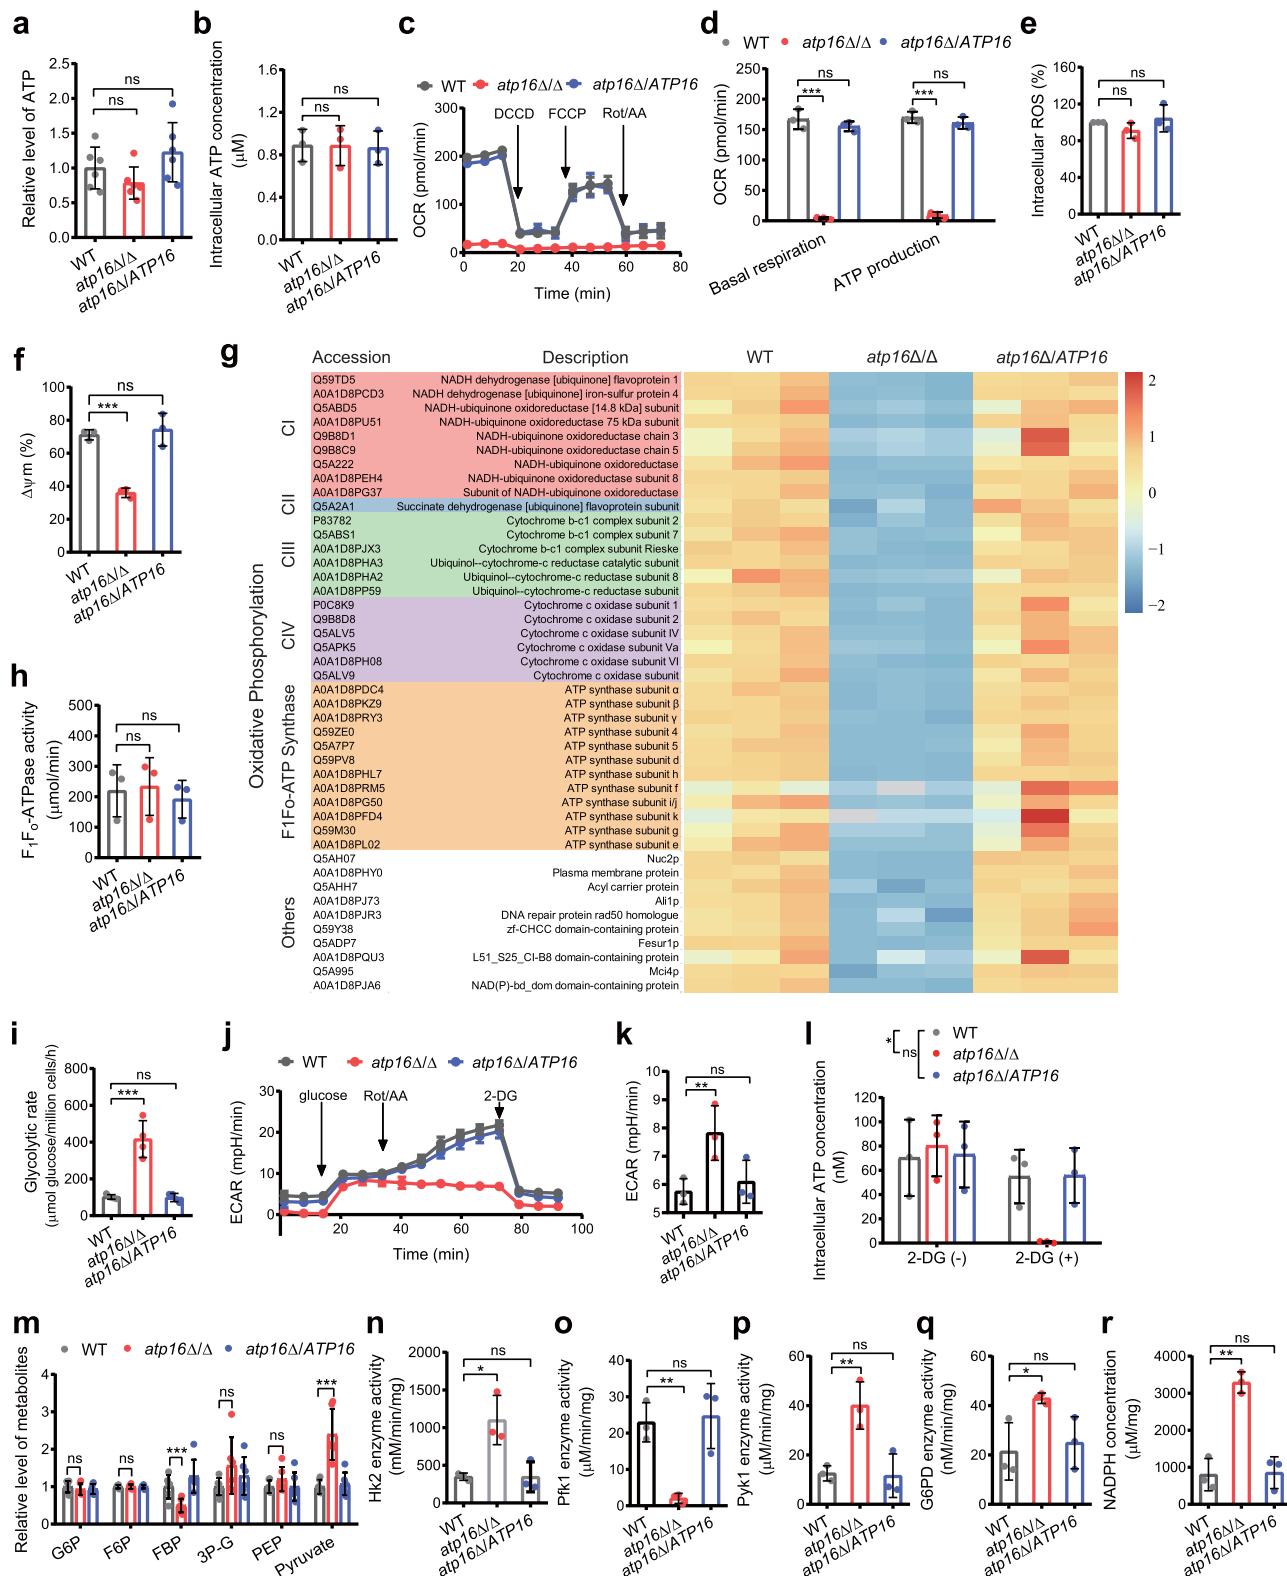 a
Relative level of ATP
2.5
2.0
1.5
1.0
0.5
0.0
ns
ns
WT
atp16Δ/Δ
atp16Δ/ATP16
b
Intracellular ATP concentration
(μM)
1.6
1.2
0.8
0.4
0.0
ns
ns
WT
atp16Δ/Δ
atp16Δ/ATP16
c
WT atp16Δ/Δ atp16Δ/ATP16
OCR (pmol/min)
300
200
100
0
DCCD FCCP Rot/AA
0 20 40 60 80
Time (min)
d
WT atp16Δ/Δ atp16Δ/ATP16
OCR (pmol/min)
250
200
150
100
50
0
ns
***
ns
***
Basal respiration
ATP production
e
Intracellular ROS (%)
160
120
80
40
0
ns
ns
WT
atp16Δ/Δ
atp16Δ/ATP16
f
Δψm (%)
100
80
60
40
20
0
ns
***
WT
atp16Δ/Δ
atp16Δ/ATP16
g
Accession Description WT atp16Δ/Δ atp16Δ/ATP16
Oxidative Phosphorylation
CI
Q59TD5 NADH dehydrogenase [ubiquinone] flavoprotein 1
A0A1D8PCD3 NADH dehydrogenase [ubiquinone] iron-sulfur protein 4
Q5ABD5 NADH-ubiquinone oxidoreductase [14.8 kDa] subunit
A0A1D8PU51 NADH-ubiquinone oxidoreductase 75 kDa subunit
Q9B8D1 NADH-ubiquinone oxidoreductase chain 3
Q9B8C9 NADH-ubiquinone oxidoreductase chain 5
Q5A222 NADH-ubiquinone oxidoreductase
A0A1D8PEH4 NADH-ubiquinone oxidoreductase subunit 8
A0A1D8PG37 Subunit of NADH-ubiquinone oxidoreductase
CII
Q5A2A1 Succinate dehydrogenase [ubiquinone] flavoprotein subunit
CIII
P83782 Cytochrome b-c1 complex subunit 2
Q5ABS1 Cytochrome b-c1 complex subunit 7
A0A1D8PJX3 Cytochrome b-c1 complex subunit Rieske
A0A1D8PHA3 Ubiquinol--cytochrome-c reductase catalytic subunit
A0A1D8PHA2 Ubiquinol--cytochrome-c reductase subunit 8
A0A1D8PP59 Ubiquinol--cytochrome-c reductase subunit
CIV
P0C8K9 Cytochrome c oxidase subunit 1
Q9B8D8 Cytochrome c oxidase subunit 2
Q5ALV5 Cytochrome c oxidase subunit IV
Q5APK5 Cytochrome c oxidase subunit Va
A0A1D8PH08 Cytochrome c oxidase subunit VI
Q5ALV9 Cytochrome c oxidase subunit
F1Fo-ATP Synthase
A0A1D8PDC4 ATP synthase subunit α
A0A1D8PKZ9 ATP synthase subunit β
A0A1D8PRY3 ATP synthase subunit γ
Q59ZE0 ATP synthase subunit 4
Q5A7P7 ATP synthase subunit 5
Q59PV8 ATP synthase subunit d
A0A1D8PHL7 ATP synthase subunit h
A0A1D8PRM5 ATP synthase subunit f
A0A1D8PG50 ATP synthase subunit i/j
A0A1D8PFD4 ATP synthase subunit k
Q59M30 ATP synthase subunit g
A0A1D8PL02 ATP synthase subunit e
Others
Q5AH07 Nuc2p
A0A1D8PHY0 Plasma membrane protein
Q5AHH7 Acyl carrier protein
A0A1D8PJ73 Ali1p
A0A1D8PJR3 DNA repair protein rad50 homologue
Q59Y38 zf-CHCC domain-containing protein
Q5ADP7 Fesur1p
A0A1D8PQU3 L51_S25_CI-B8 domain-containing protein
Q5A995 Mci4p
A0A1D8PJA6 NAD(P)-bd_dom domain-containing protein
2
1
0
−1
−2
h
F1Fo-ATPase activity
(μmol/min)
500
400
300
200
100
0
ns
ns
WT
atp16Δ/Δ
atp16Δ/ATP16
i
Glycolytic rate
(μmol glucose/million cells/h)
800
600
400
200
0
ns
***
WT
atp16Δ/Δ
atp16Δ/ATP16
j
WT atp16Δ/Δ atp16Δ/ATP16
ECAR (mpH/min)
30
20
10
0
glucose Rot/AA 2-DG
20 40 60 80 100
Time (min)
k
ECAR (mpH/min)
10
9
8
7
6
5
ns
**
WT
atp16Δ/Δ
atp16Δ/ATP16
l
* ns
WT
atp16Δ/Δ
atp16Δ/ATP16
Intracellular ATP concentration
(nM)
120
100
80
60
40
20
0
2-DG (-) 2-DG (+)
m
WT atp16Δ/Δ atp16Δ/ATP16
Relative level of metabolites
4
3
2
1
0
ns ns *** ns ns ***
G6P F6P FBP 3P-G PEP Pyruvate
n
Hk2 enzyme activity
(mM/min/mg)
2000
1500
1000
500
0
ns
*
WT
atp16Δ/Δ
atp16Δ/ATP16
o
Pfk1 enzyme activity
(μM/min/mg)
40
30
20
10
0
ns
**
WT
atp16Δ/Δ
atp16Δ/ATP16
p
Pyk1 enzyme activity
(μM/min/mg)
60
40
20
0
ns
**
WT
atp16Δ/Δ
atp16Δ/ATP16
q
G6PD enzyme activity
(nM/min/mg)
60
40
20
0
ns
*
WT
atp16Δ/Δ
atp16Δ/ATP16
r
NADPH concentration
(μM/mg)
4000
3000
2000
1000
0
ns
**
WT
atp16Δ/Δ
atp16Δ/ATP16